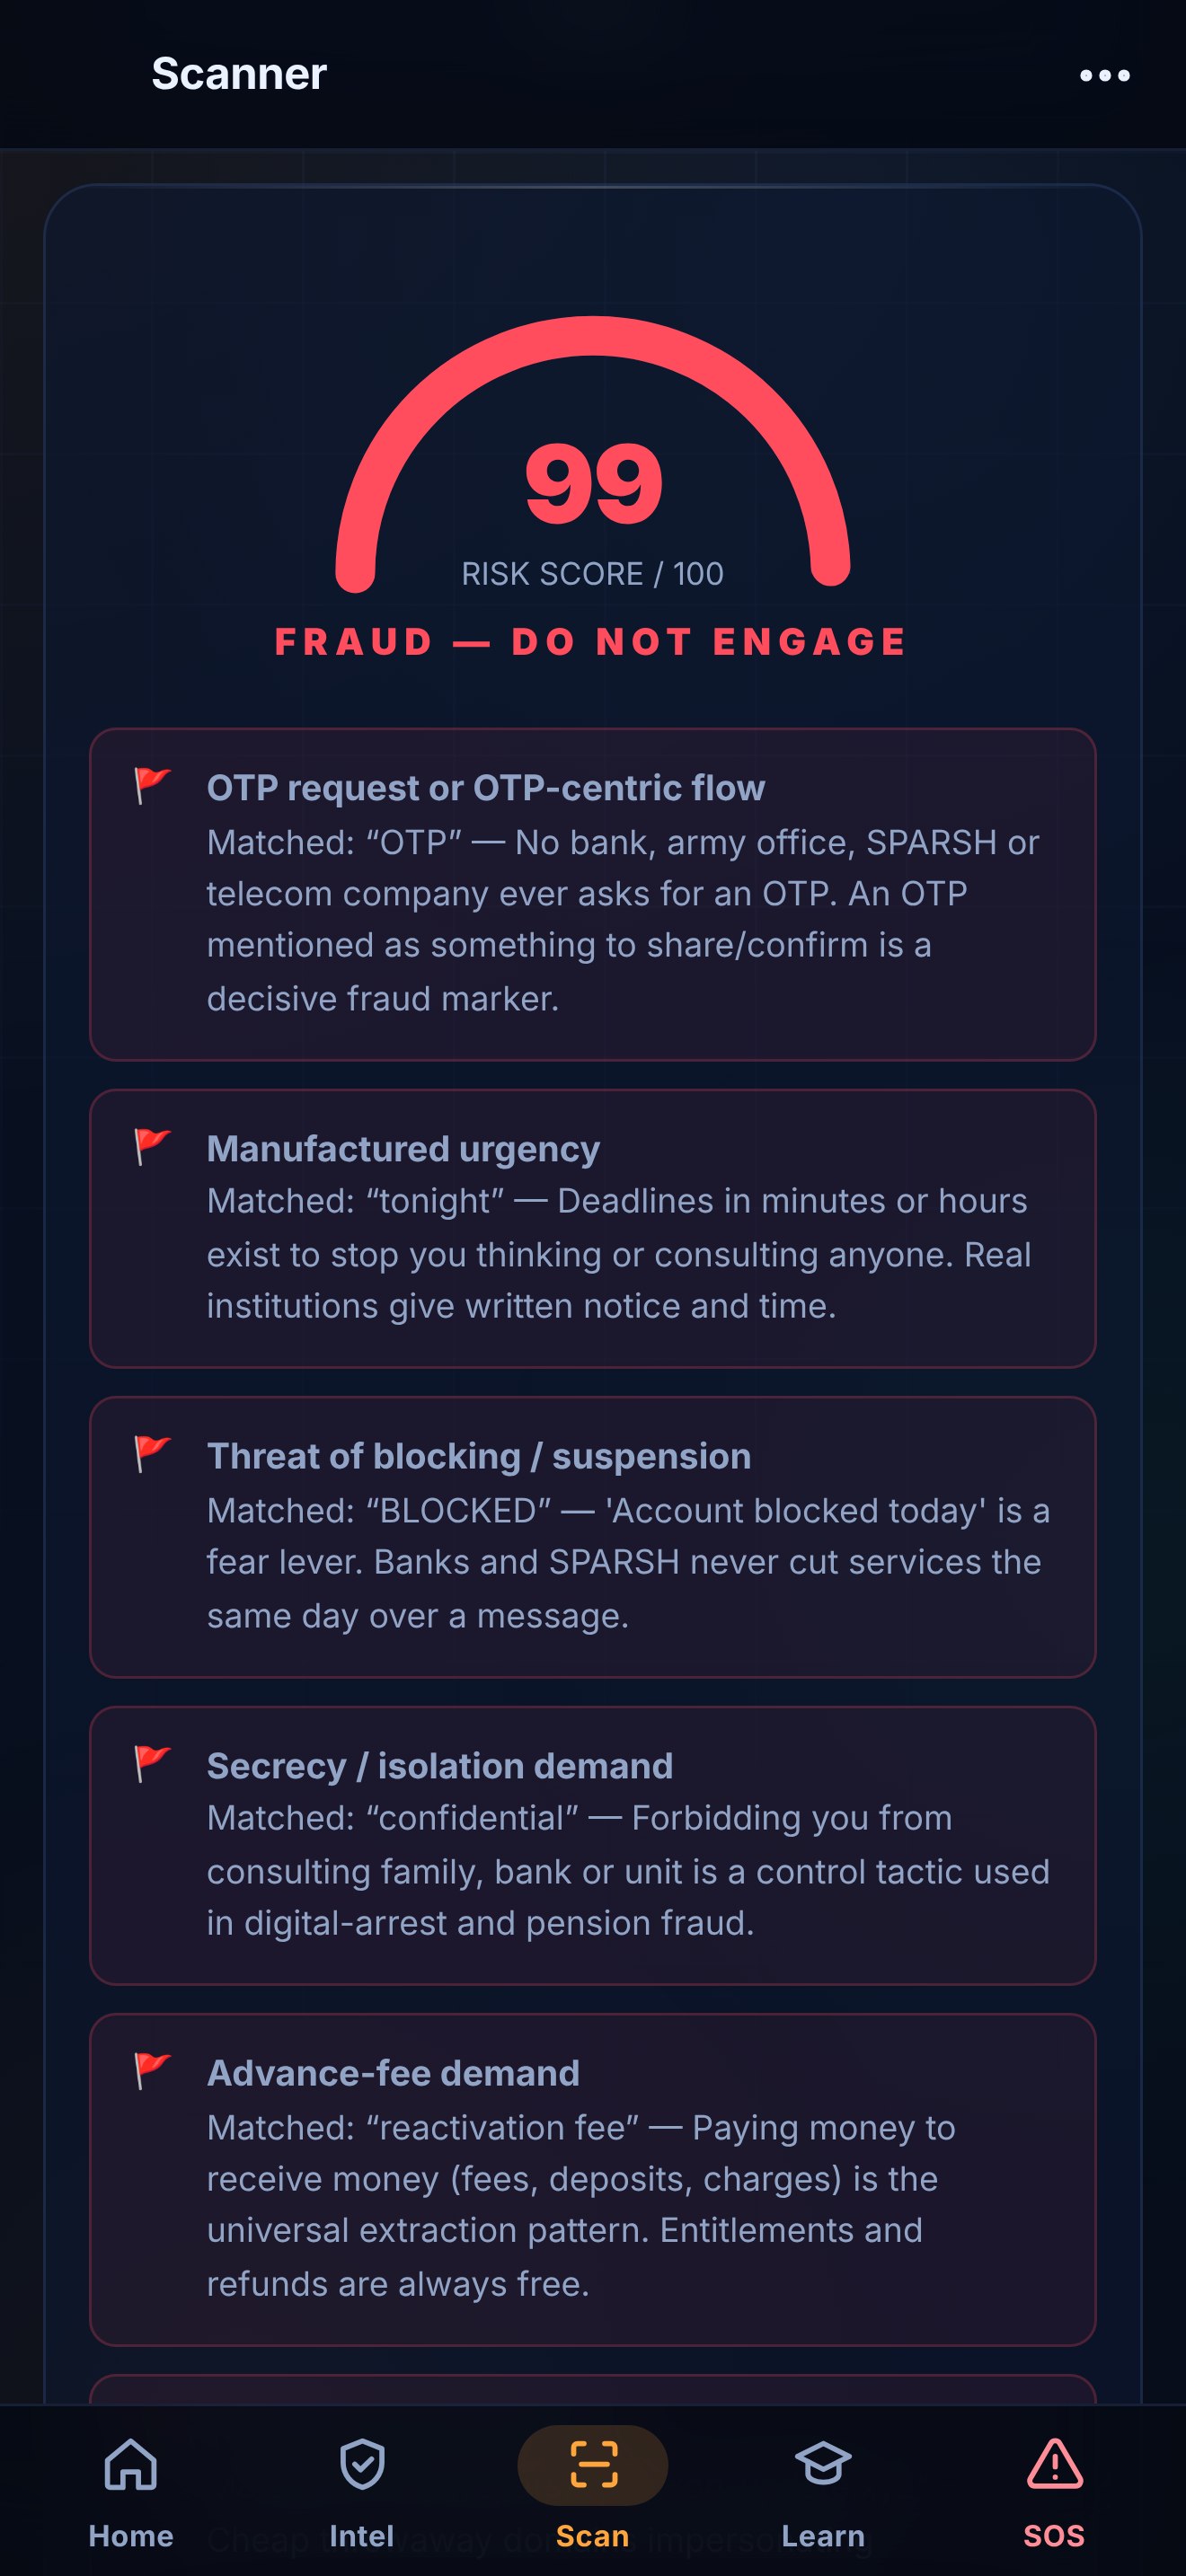 Scanner
99
RISK SCORE / 100
FRAUD — DO NOT ENGAGE
OTP request or OTP-centric flow
Matched: “OTP” — No bank, army office, SPARSH or
telecom company ever asks for an OTP. An OTP
mentioned as something to share/confirm is a
decisive fraud marker.
Manufactured urgency
Matched: “tonight” — Deadlines in minutes or hours
exist to stop you thinking or consulting anyone. Real
institutions give written notice and time.
Threat of blocking / suspension
Matched: “BLOCKED” — 'Account blocked today' is a
fear lever. Banks and SPARSH never cut services the
same day over a message.
Secrecy / isolation demand
Matched: “confidential” — Forbidding you from
consulting family, bank or unit is a control tactic used
in digital-arrest and pension fraud.
Advance-fee demand
Matched: “reactivation fee” — Paying money to
receive money (fees, deposits, charges) is the
universal extraction pattern. Entitlements and
refunds are always free.
Cheap
Home Intel Scan Learn SOS